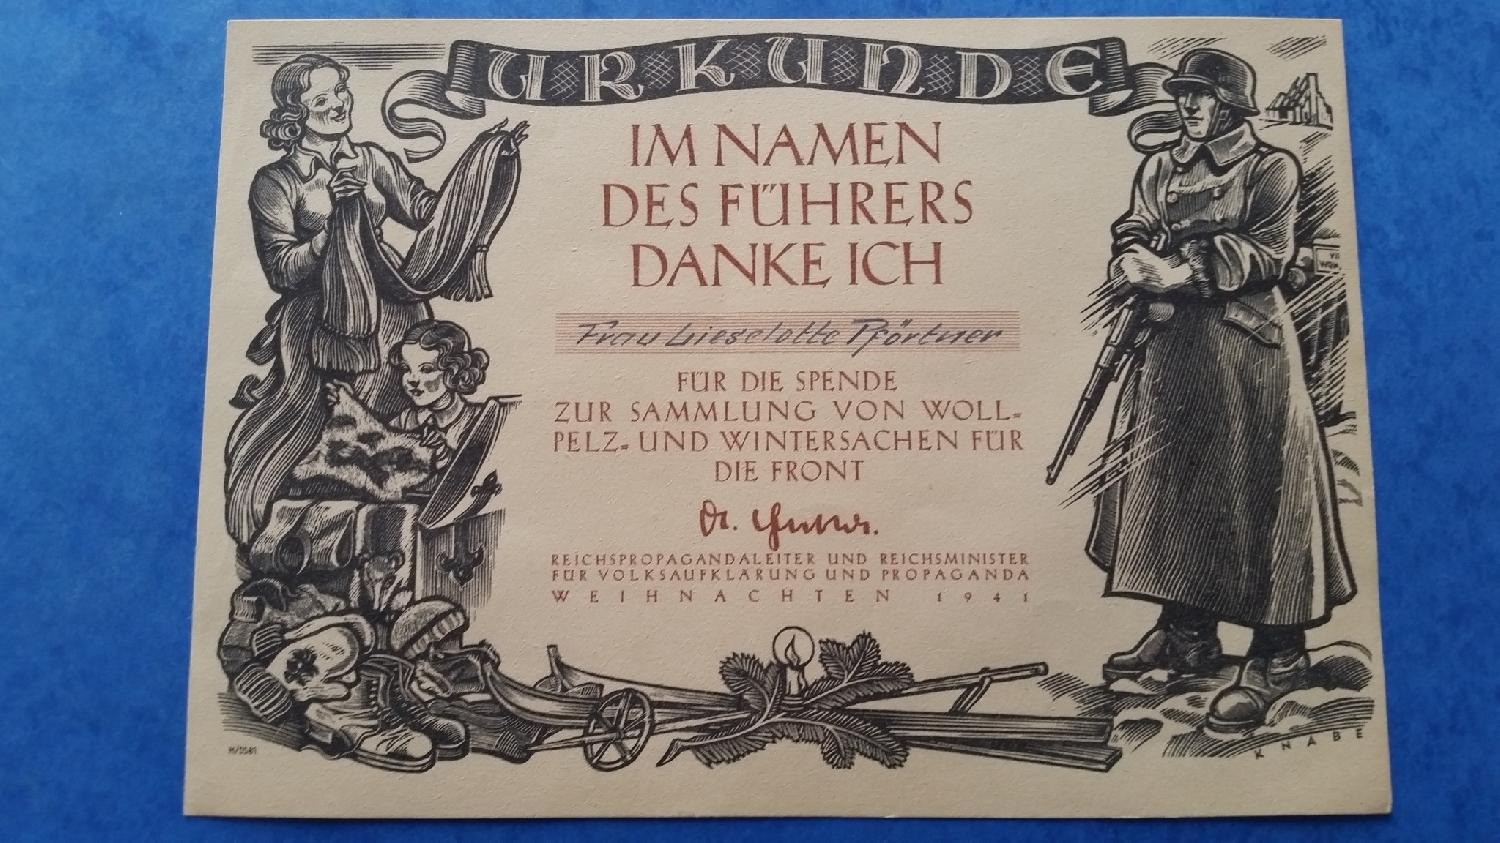 URKUNDE
IM NAMEN
DES FÜHRERS
DANKE ICH
Frau Lieselotte Pförtner
FÜR DIE SPENDE
ZUR SAMMLUNG VON WOLL-
PELZ- UND WINTERSACHEN FÜR
DIE FRONT
Dr. Goebbels.
REICHSPROPAGANDALEITER UND REICHSMINISTER
FÜR VOLKSAUFKLÄRUNG UND PROPAGANDA
WEIHNACHTEN 1941
KNABE